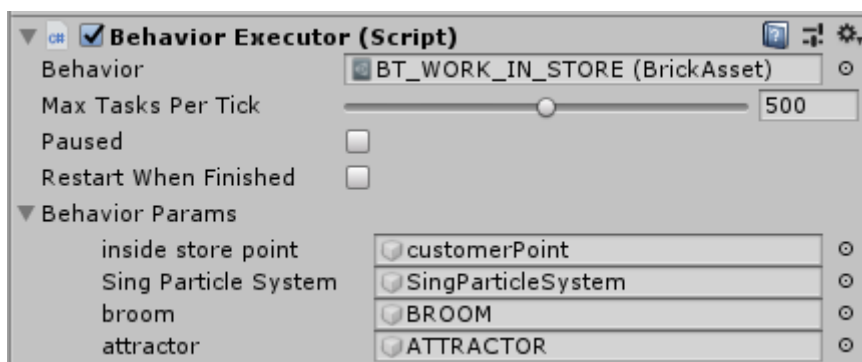 c# Behavior Executor (Script)
Behavior BT_WORK_IN_STORE (BrickAsset)
Max Tasks Per Tick 500
Paused
Restart When Finished
Behavior Params
inside store point customerPoint
Sing Particle System SingParticleSystem
broom BROOM
attractor ATTRACTOR